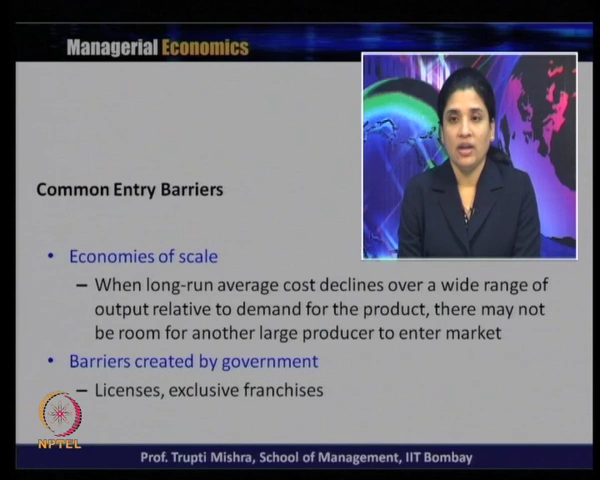 Managerial Economics
Common Entry Barriers
• Economies of scale
– When long-run average cost declines over a wide range of
output relative to demand for the product, there may not
be room for another large producer to enter market
• Barriers created by government
– Licenses, exclusive franchises
NPTEL
Prof. Trupti Mishra, School of Management, IIT Bombay